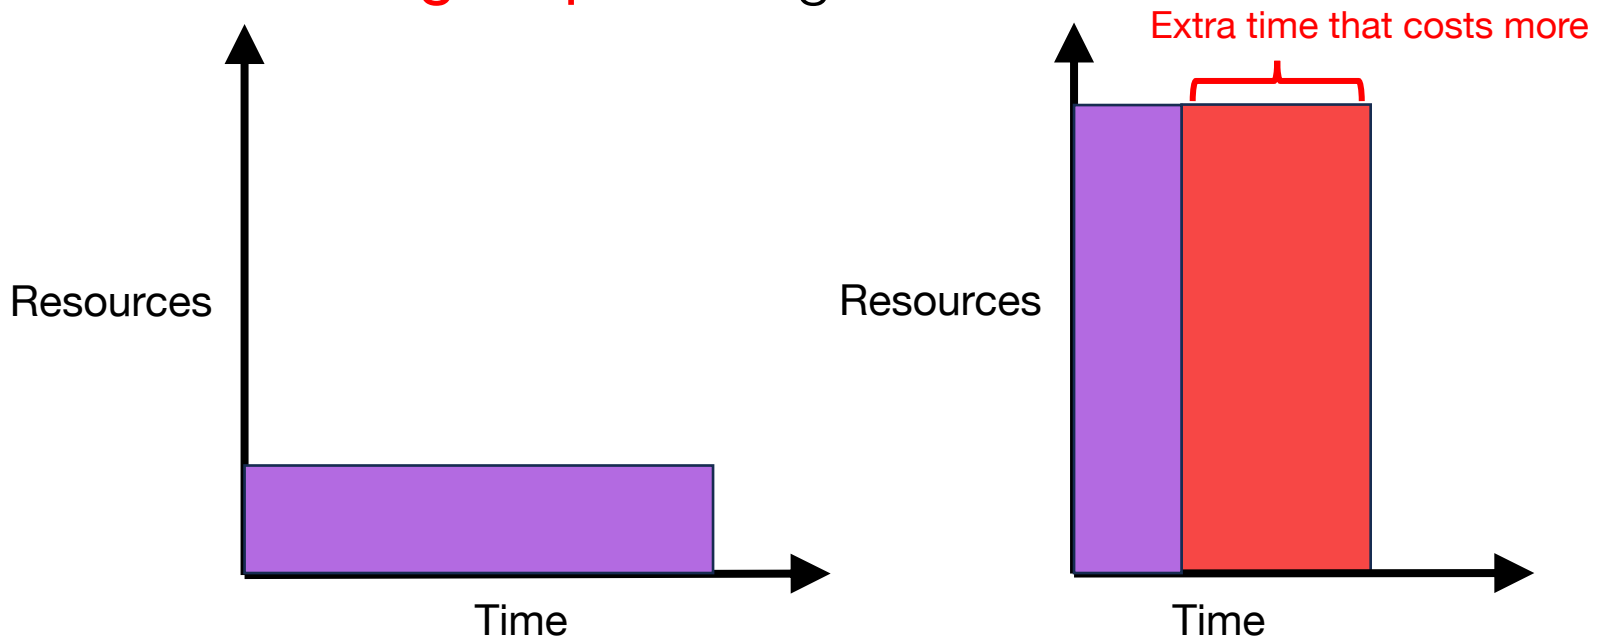 Extra time that costs more
Resources
Resources
Time
Time